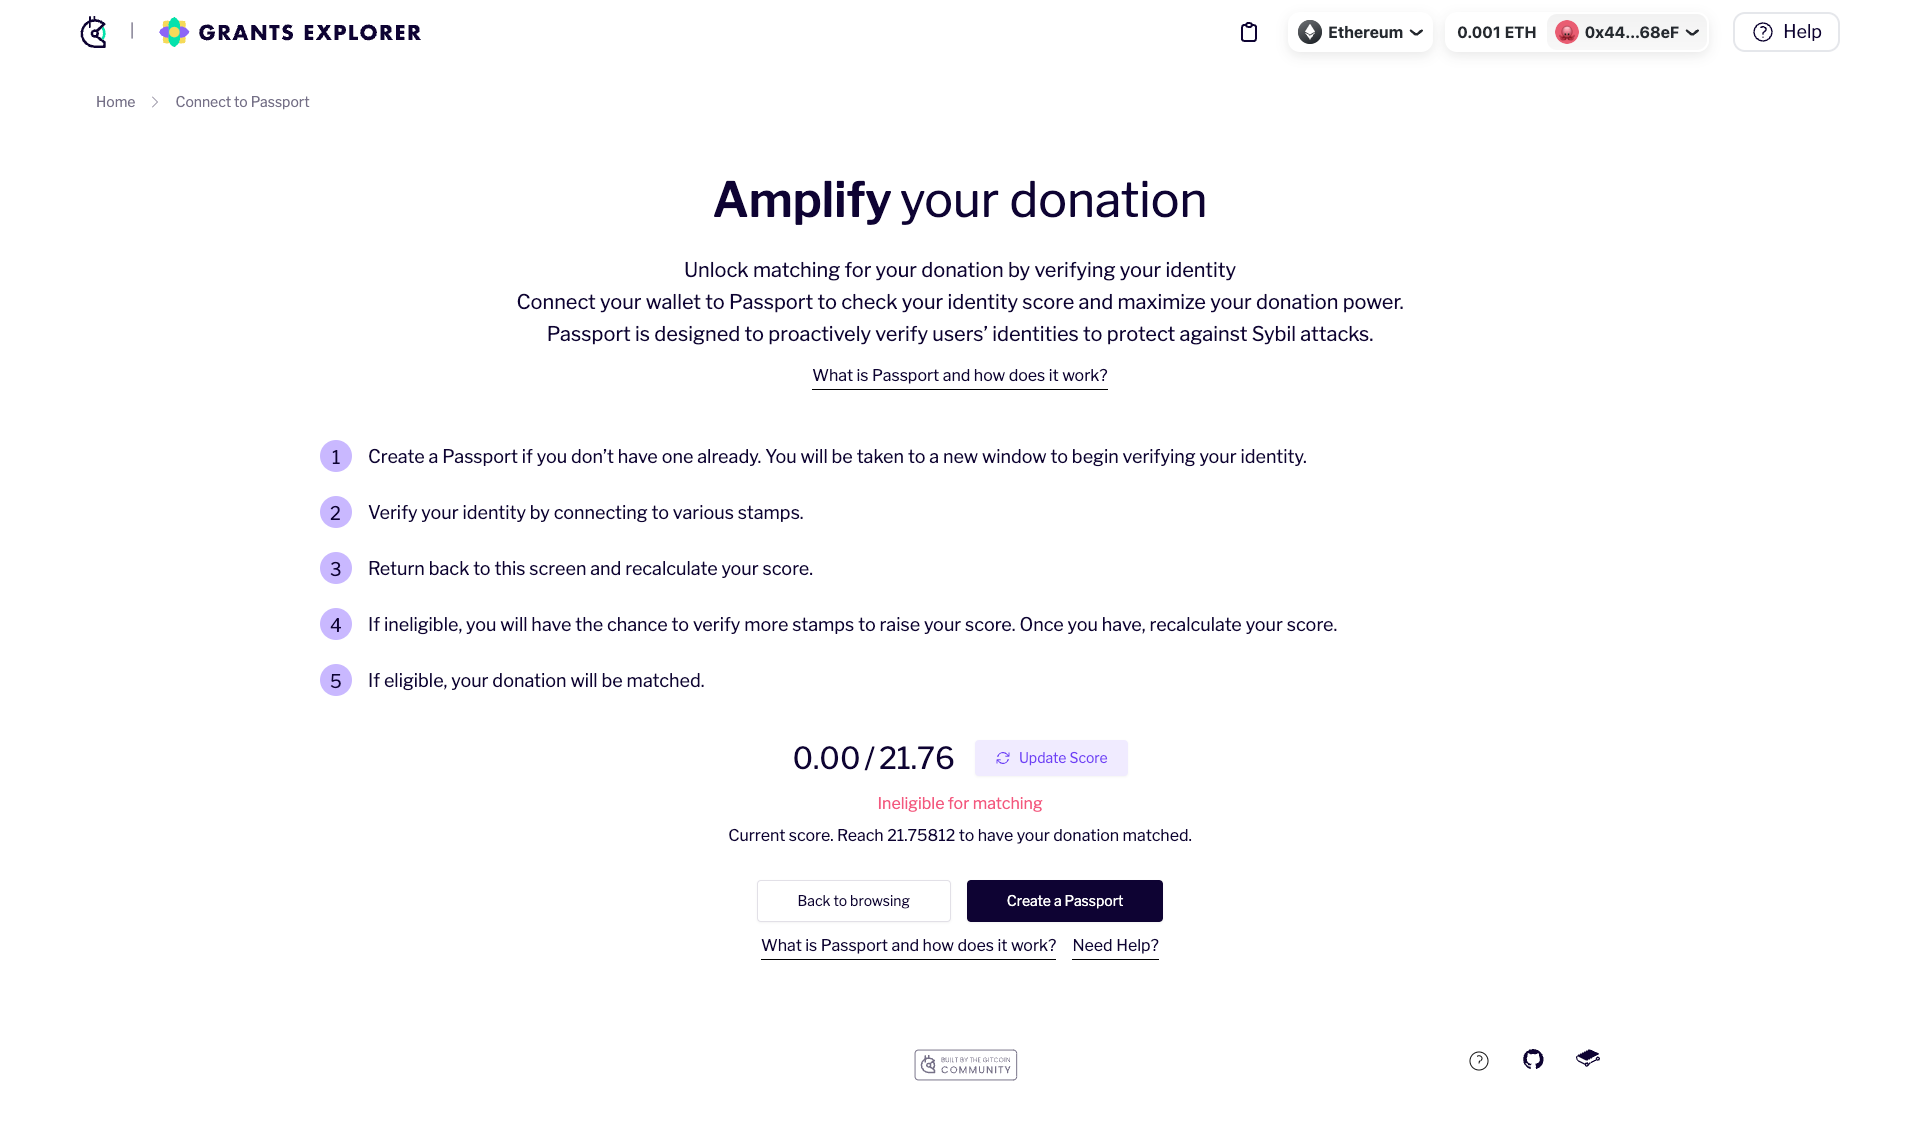 GRANTS EXPLORER
Ethereum
0.001 ETH
0x44...68eF
Help
Home
Connect to Passport
Amplify your donation
Unlock matching for your donation by verifying your identity
Connect your wallet to Passport to check your identity score and maximize your donation power.
Passport is designed to proactively verify users’ identities to protect against Sybil attacks.
What is Passport and how does it work?
1 Create a Passport if you don’t have one already. You will be taken to a new window to begin verifying your identity.
2 Verify your identity by connecting to various stamps.
3 Return back to this screen and recalculate your score.
4 If ineligible, you will have the chance to verify more stamps to raise your score. Once you have, recalculate your score.
5 If eligible, your donation will be matched.
0.00 / 21.76
Update Score
Ineligible for matching
Current score. Reach 21.75812 to have your donation matched.
Back to browsing
Create a Passport
What is Passport and how does it work?
Need Help?
BUILT BY THE GITCOIN
COMMUNITY